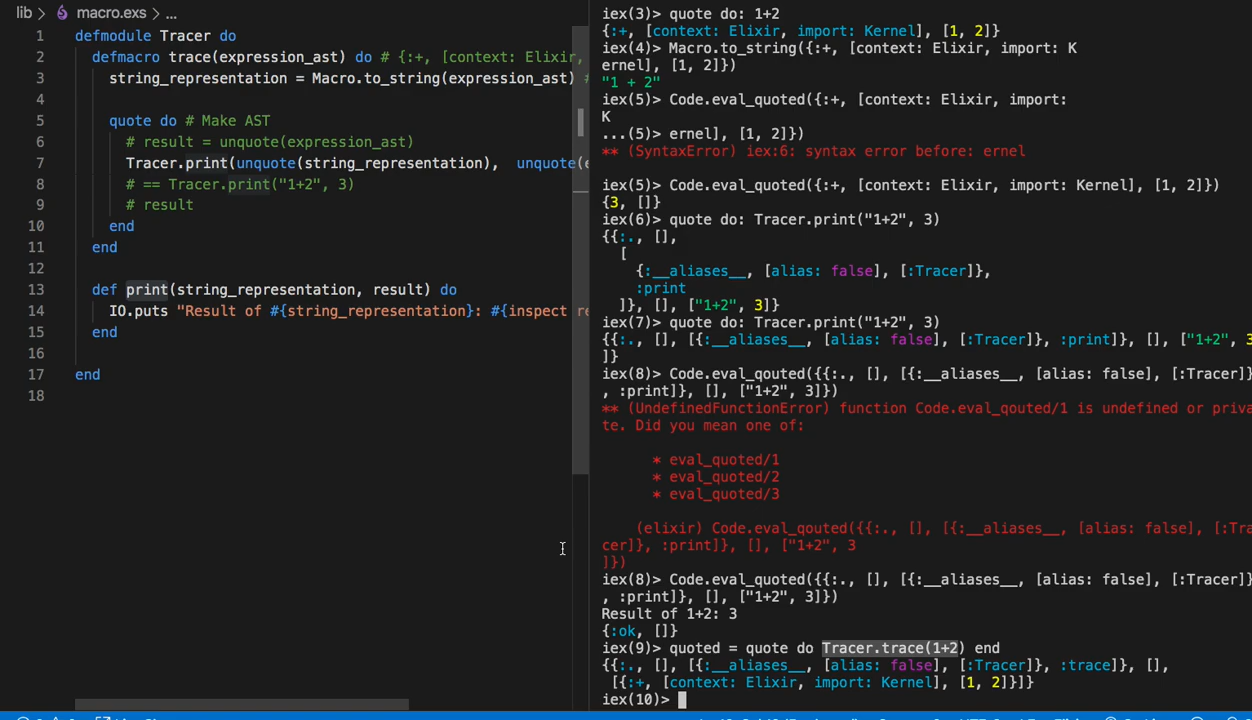 lib > macro.exs > ...
1 defmodule Tracer do
2 defmacro trace(expression_ast) do # {:+, [context: Elixir,
3 string_representation = Macro.to_string(expression_ast) #
4
5 quote do # Make AST
6 # result = unquote(expression_ast)
7 Tracer.print(unquote(string_representation), unquote(e
8 # == Tracer.print("1+2", 3)
9 # result
10 end
11 end
12
13 def print(string_representation, result) do
14 IO.puts "Result of #{string_representation}: #{inspect re
15 end
16
17 end
18
iex(3)> quote do: 1+2
{:+, [context: Elixir, import: Kernel], [1, 2]}
iex(4)> Macro.to_string({:+, [context: Elixir, import: K
ernel], [1, 2]})
"1 + 2"
iex(5)> Code.eval_quoted({:+, [context: Elixir, import:
K
...(5)> ernel], [1, 2]})
** (SyntaxError) iex:6: syntax error before: ernel
iex(5)> Code.eval_quoted({:+, [context: Elixir, import: Kernel], [1, 2]})
{3, []}
iex(6)> quote do: Tracer.print("1+2", 3)
{{:., [],
[
{:__aliases__, [alias: false], [:Tracer]},
:print
]}, [], ["1+2", 3]}
iex(7)> quote do: Tracer.print("1+2", 3)
{{:., [], [{:__aliases__, [alias: false], [:Tracer]}, :print]}, [], ["1+2", 3
]}
iex(8)> Code.eval_qouted({{:., [], [{:__aliases__, [alias: false], [:Tracer]}
, :print]}, [], ["1+2", 3]})
** (UndefinedFunctionError) function Code.eval_qouted/1 is undefined or priva
te. Did you mean one of:
* eval_quoted/1
* eval_quoted/2
* eval_quoted/3
(elixir) Code.eval_qouted({{:., [], [{:__aliases__, [alias: false], [:Tra
cer]}, :print]}, [], ["1+2", 3
]})
iex(8)> Code.eval_quoted({{:., [], [{:__aliases__, [alias: false], [:Tracer]}
, :print]}, [], ["1+2", 3]})
Result of 1+2: 3
{:ok, []}
iex(9)> quoted = quote do Tracer.trace(1+2) end
{{:., [], [{:__aliases__, [alias: false], [:Tracer]}, :trace]}, [],
[{:+, [context: Elixir, import: Kernel], [1, 2]}]}
iex(10)>